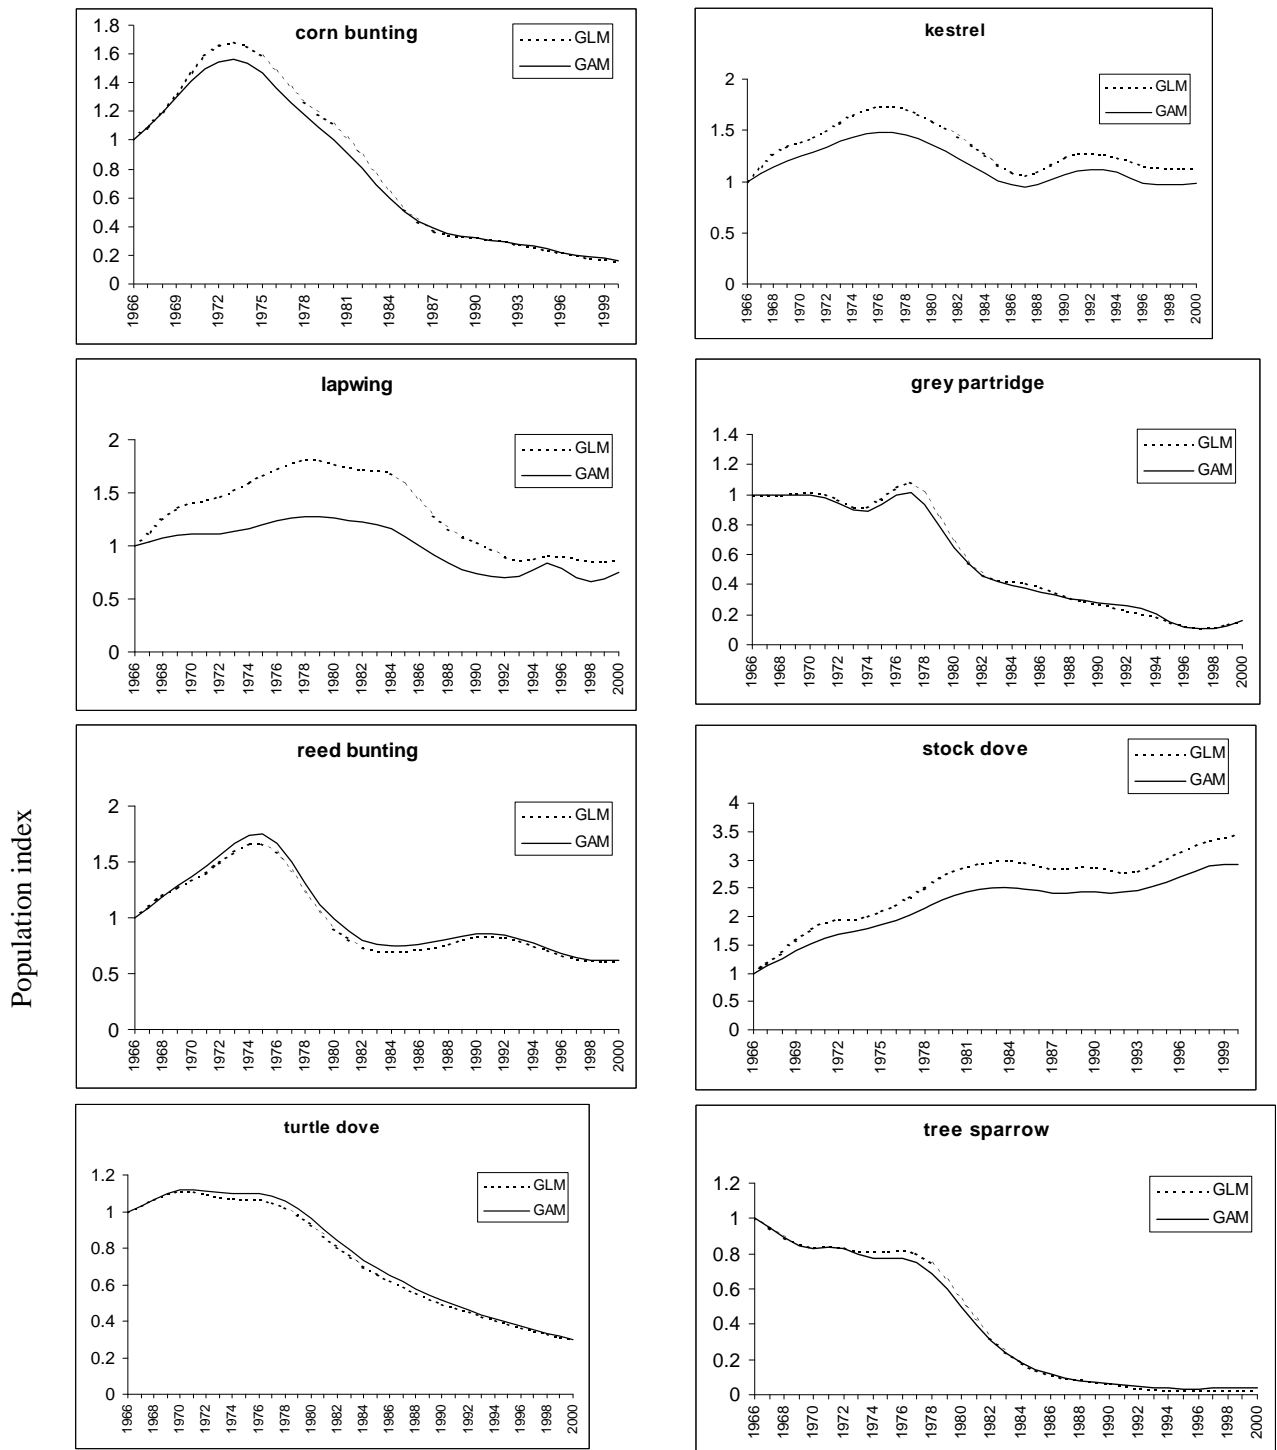 Population index
corn bunting
GLM
GAM
1.8
1.6
1.4
1.2
1
0.8
0.6
0.4
0.2
0
1966 1969 1972 1975 1978 1981 1984 1987 1990 1993 1996 1999
kestrel
GLM
GAM
2
1.5
1
0.5
0
1966 1968 1970 1972 1974 1976 1978 1980 1982 1984 1986 1988 1990 1992 1994 1996 1998 2000
lapwing
GLM
GAM
2
1.5
1
0.5
0
1966 1968 1970 1972 1974 1976 1978 1980 1982 1984 1986 1988 1990 1992 1994 1996 1998 2000
grey partridge
GLM
GAM
1.4
1.2
1
0.8
0.6
0.4
0.2
0
1966 1968 1970 1972 1974 1976 1978 1980 1982 1984 1986 1988 1990 1992 1994 1996 1998 2000
reed bunting
GLM
GAM
2
1.5
1
0.5
0
1966 1968 1970 1972 1974 1976 1978 1980 1982 1984 1986 1988 1990 1992 1994 1996 1998 2000
stock dove
GLM
GAM
4
3.5
3
2.5
2
1.5
1
0.5
0
1966 1969 1972 1975 1978 1981 1984 1987 1990 1993 1996 1999
turtle dove
GLM
GAM
1.2
1
0.8
0.6
0.4
0.2
0
1966 1968 1970 1972 1974 1976 1978 1980 1982 1984 1986 1988 1990 1992 1994 1996 1998 2000
tree sparrow
GLM
GAM
1.2
1
0.8
0.6
0.4
0.2
0
1966 1968 1970 1972 1974 1976 1978 1980 1982 1984 1986 1988 1990 1992 1994 1996 1998 2000